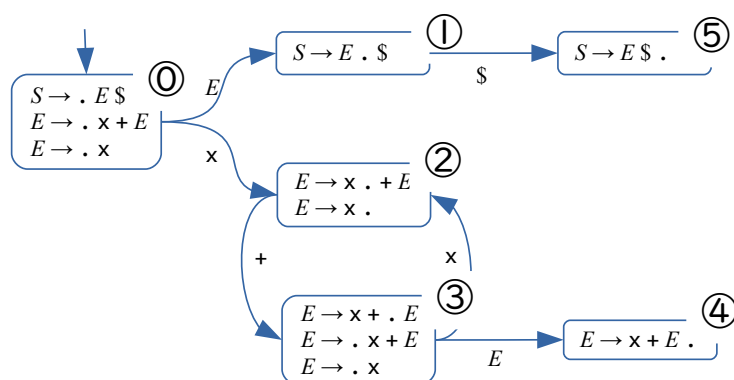 ⓪
S → . E $
E → . x + E
E → . x
E
①
S → E . $
$
⑤
S → E $ .
x
②
E → x . + E
E → x .
+
x
③
E → x + . E
E → . x + E
E → . x
E
④
E → x + E .